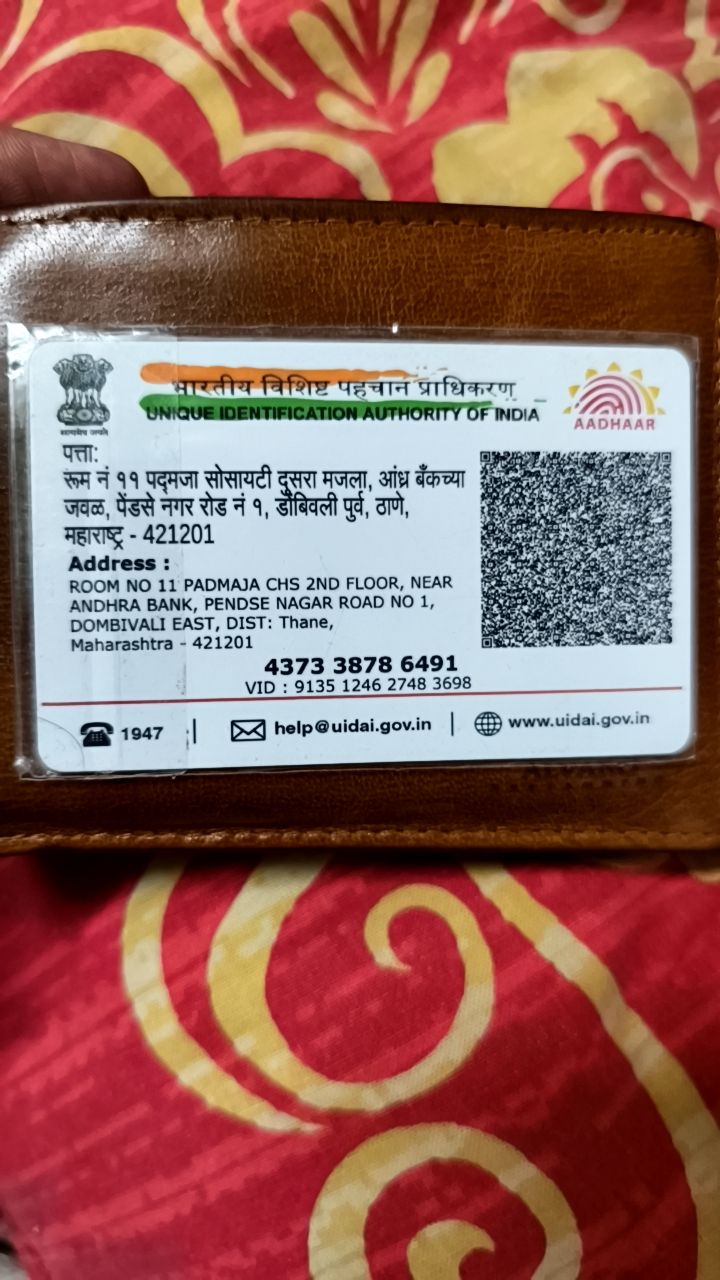 भारतीय विशिष्ट पहचान प्राधिकरण
UNIQUE IDENTIFICATION AUTHORITY OF INDIA
AADHAAR
पत्ता:
रूम नं ११ पद्मजा सोसायटी दुसरा मजला, आंध्र बँकच्या
जवळ, पेंडसे नगर रोड नं १, डोंबिवली पुर्व, ठाणे,
महाराष्ट्र - 421201
Address :
ROOM NO 11 PADMAJA CHS 2ND FLOOR, NEAR
ANDHRA BANK, PENDSE NAGAR ROAD NO 1,
DOMBIVALI EAST, DIST: Thane,
Maharashtra - 421201
4373 3878 6491
VID : 9135 1246 2748 3698
1947 | help@uidai.gov.in | www.uidai.gov.in